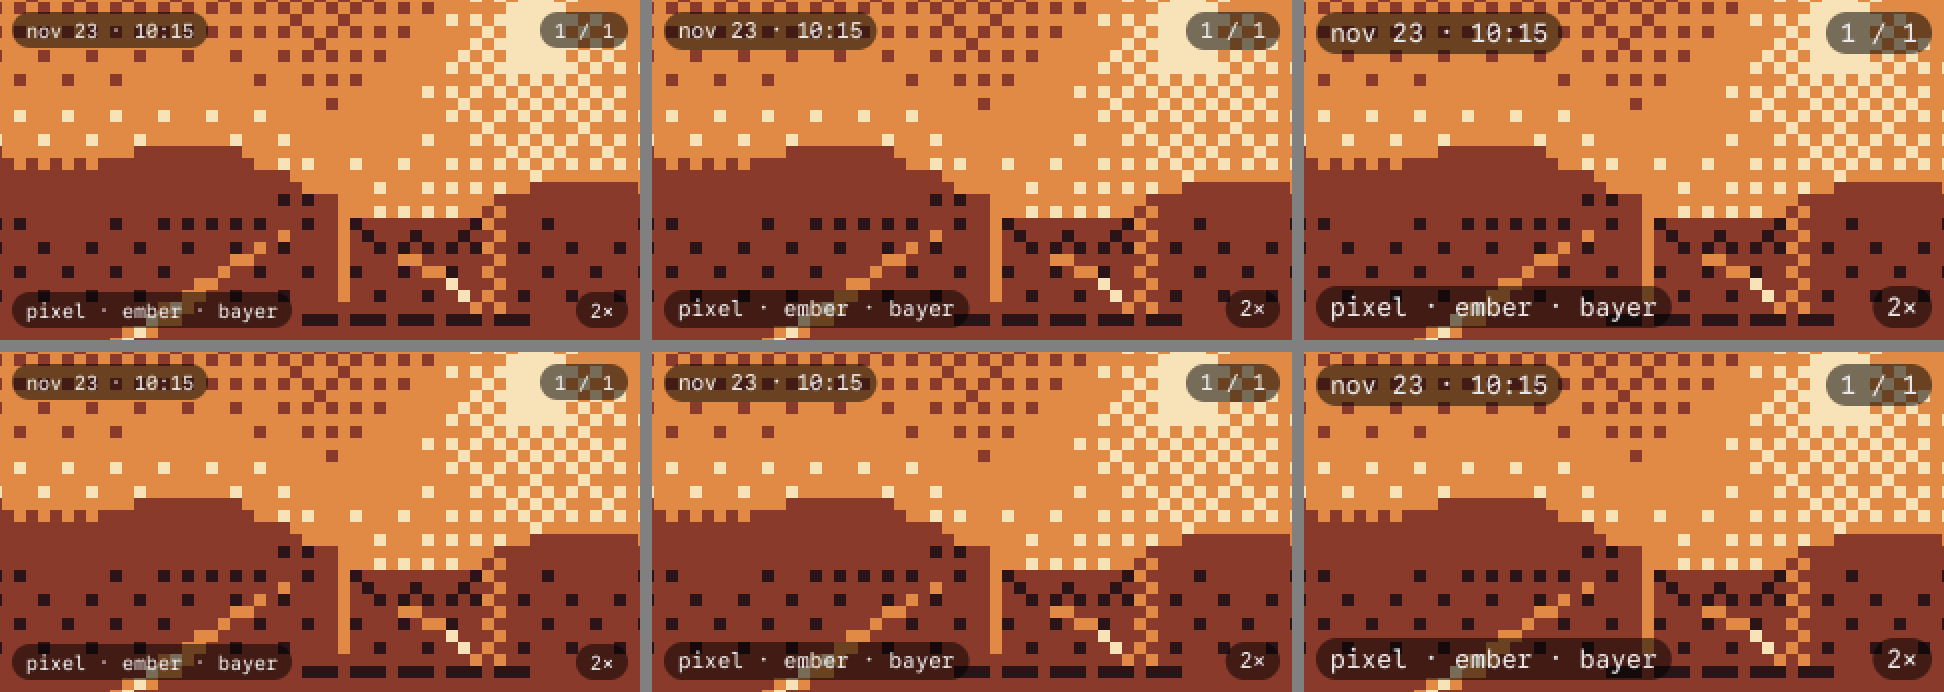 nov 23 · 10:15
1 / 1
nov 23 · 10:15
1 / 1
nov 23 · 10:15
1 / 1
pixel · ember · bayer
2×
pixel · ember · bayer
2×
pixel · ember · bayer
2×
nov 23 · 10:15
1 / 1
nov 23 · 10:15
1 / 1
nov 23 · 10:15
1 / 1
pixel · ember · bayer
2×
pixel · ember · bayer
2×
pixel · ember · bayer
2×